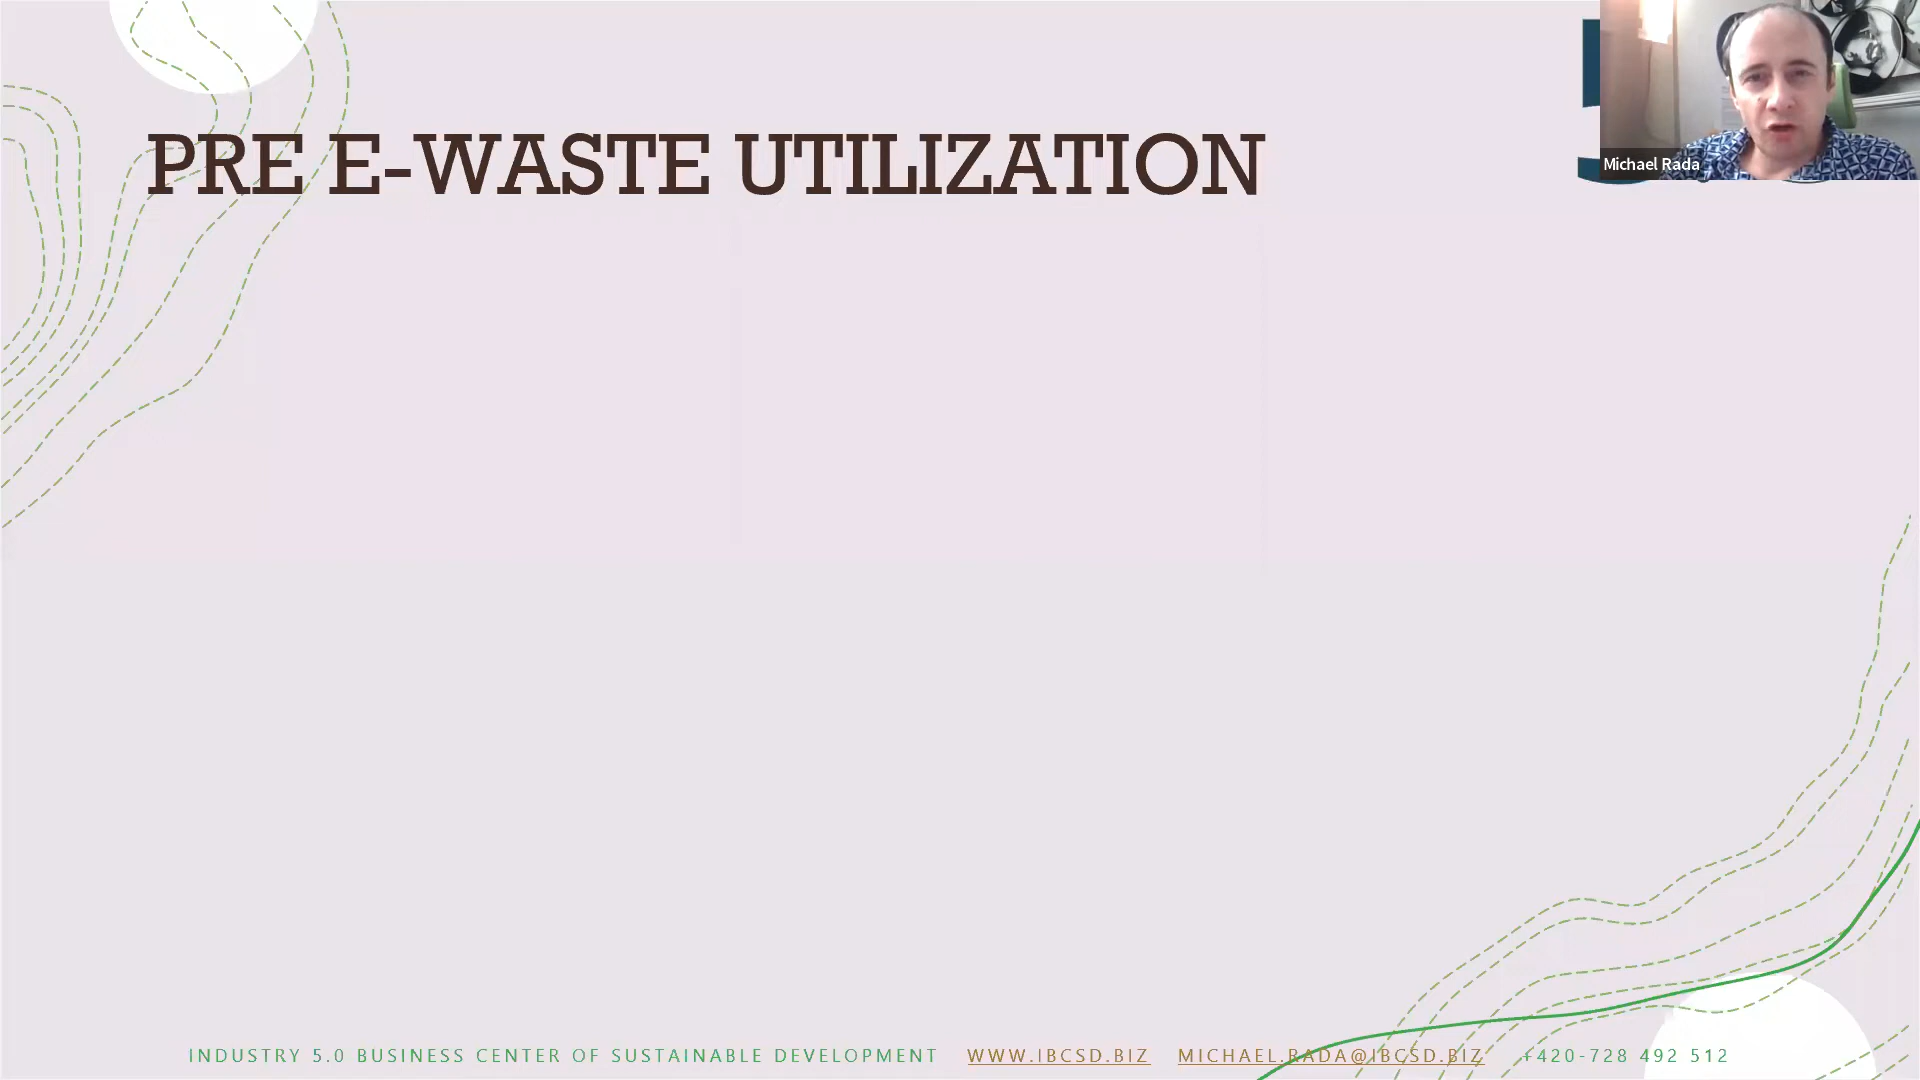 PRE E-WASTE UTILIZATION
Michael Rada
INDUSTRY 5.0 BUSINESS CENTER OF SUSTAINABLE DEVELOPMENT WWW.IBCSD.BIZ MICHAEL.RADA@IBCSD.BIZ +420-728 492 512